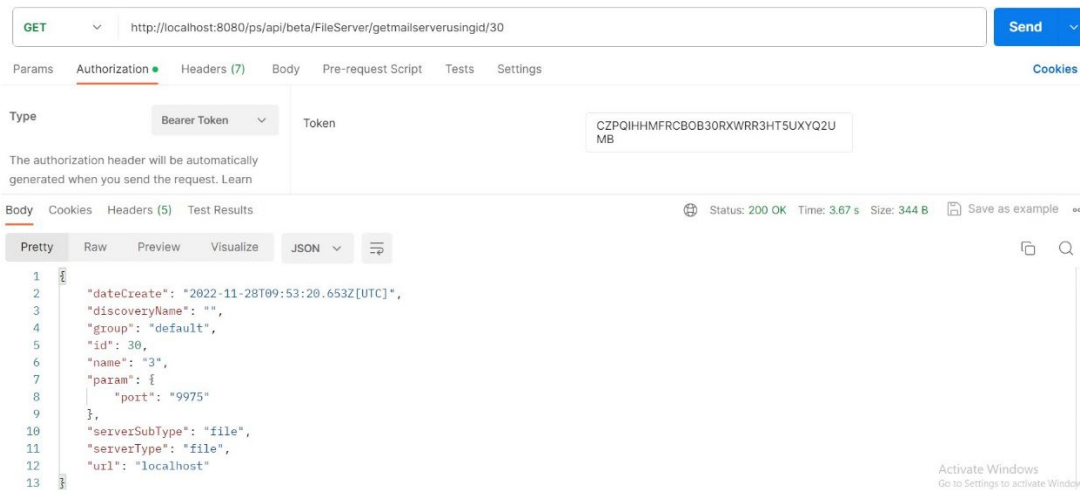 GET http://localhost:8080/ps/api/beta/FileServer/getmailserverusingid/30 Send
Params Authorization Headers (7) Body Pre-request Script Tests Settings Cookies
Type Bearer Token Token CZPQIHHMFRCBOB30RXWRR3HT5UXYQ2U
MB
The authorization header will be automatically
generated when you send the request. Learn
Body Cookies Headers (5) Test Results Status: 200 OK Time: 3.67 s Size: 344 B Save as example
Pretty Raw Preview Visualize JSON
1 {
2 "dateCreate": "2022-11-28T09:53:20.653Z[UTC]",
3 "discoveryName": "",
4 "group": "default",
5 "id": 30,
6 "name": "3",
7 "param": {
8 "port": "9975"
9 },
10 "serverSubType": "file",
11 "serverType": "file",
12 "url": "localhost"
13 }
Activate Windows
Go to Settings to activate Window